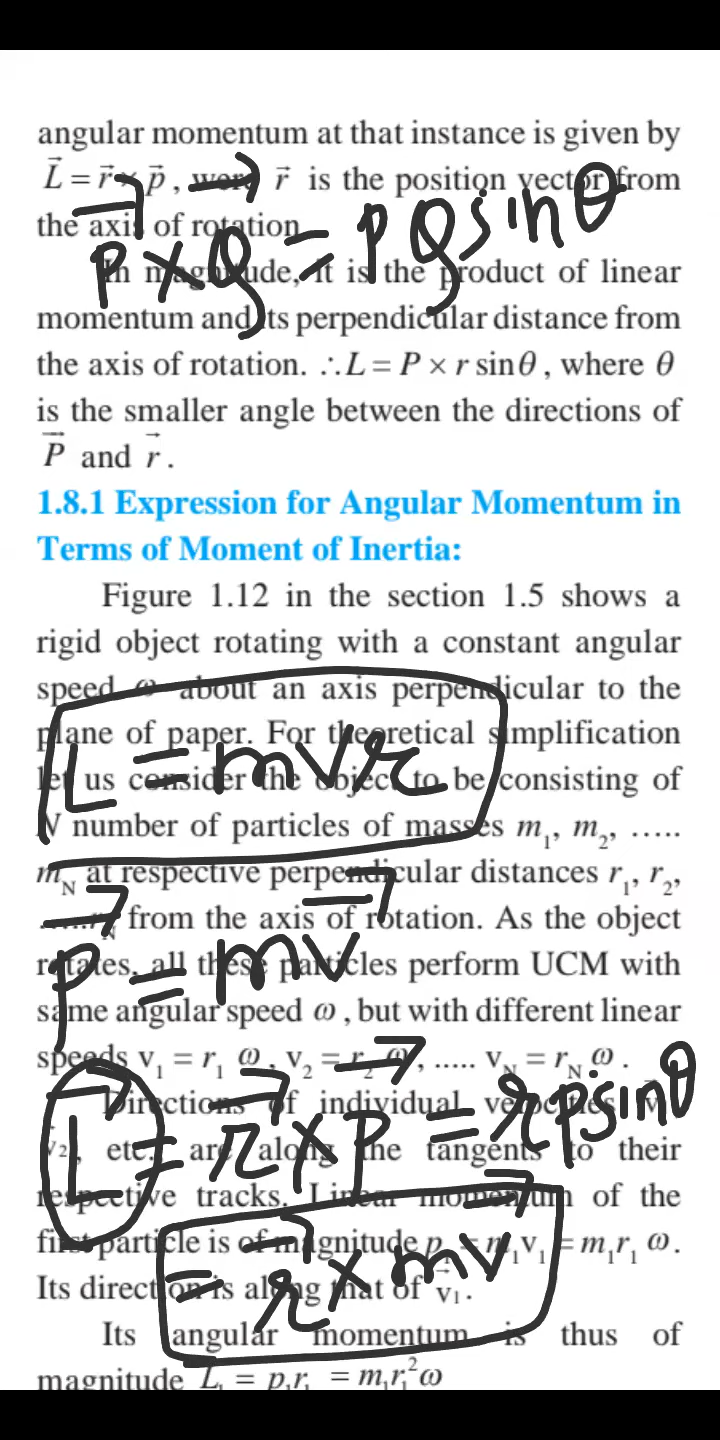 angular momentum at that instance is given by
L⃗ = r⃗ × p⃗ , were r⃗ is the position vector from
the axis of rotation.
P⃗ × Q⃗ = PQ sinθ
In magnitude, it is the product of linear
momentum and its perpendicular distance from
the axis of rotation. ∴ L = P × r sinθ , where θ
is the smaller angle between the directions of
P⃗ and r⃗ .
1.8.1 Expression for Angular Momentum in
Terms of Moment of Inertia:
Figure 1.12 in the section 1.5 shows a
rigid object rotating with a constant angular
speed ω about an axis perpendicular to the
plane of paper. For theoretical simplification
L = mvr
let us consider the object to be consisting of
N number of particles of masses m₁, m₂, .....
m_N at respective perpendicular distances r₁, r₂,
from the axis of rotation. As the object
P⃗ = mv⃗
rotates, all these particles perform UCM with
same angular speed ω , but with different linear
speeds v₁ = r₁ ω , v₂ = r₂ ω , ..... v_N = r_N ω .
Directions of individual velocities
L⃗ = r⃗ × P⃗ = rp sinθ
v₂, etc., are along the tangents to their
respective tracks. Linear momentum of the
first particle is of magnitude p₁ = m₁v₁ = m₁r₁ ω .
= r⃗ × mv⃗
Its direction is along that of v⃗₁ .
Its angular momentum is thus of
magnitude L₁ = p₁r₁ = m₁r₁²ω